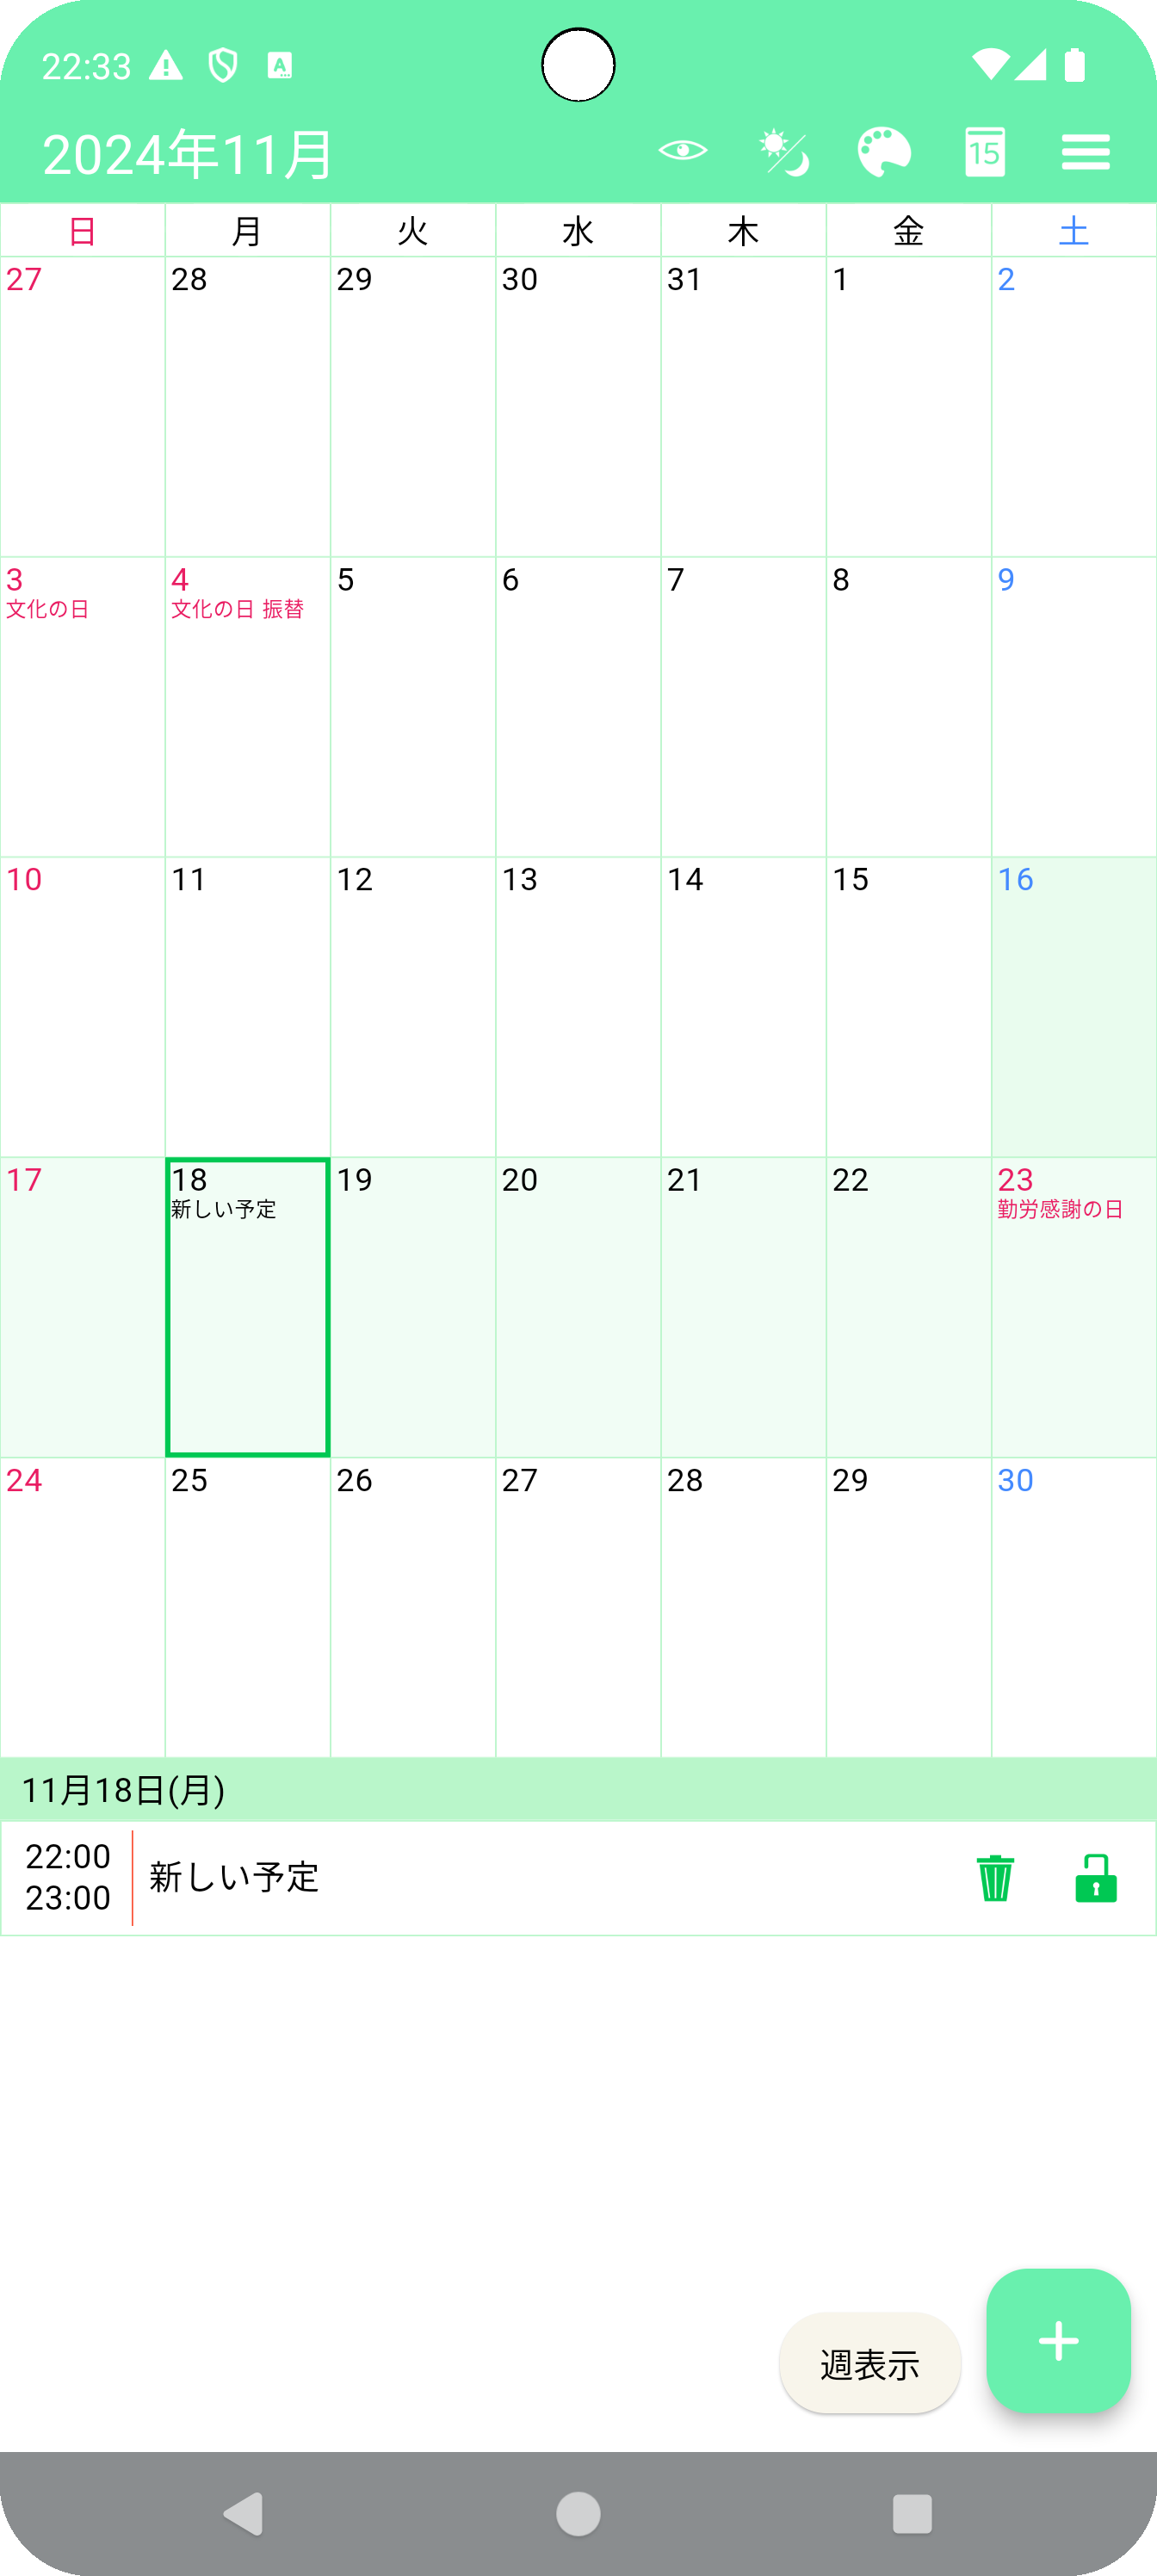 22:33
2024年11月
15
日 月 火 水 木 金 土
27 28 29 30 31 1 2
3 4 5 6 7 8 9
文化の日 文化の日 振替
10 11 12 13 14 15 16
17 18 19 20 21 22 23
新しい予定 勤労感謝の日
24 25 26 27 28 29 30
11月18日(月)
22:00
新しい予定
23:00
週表示